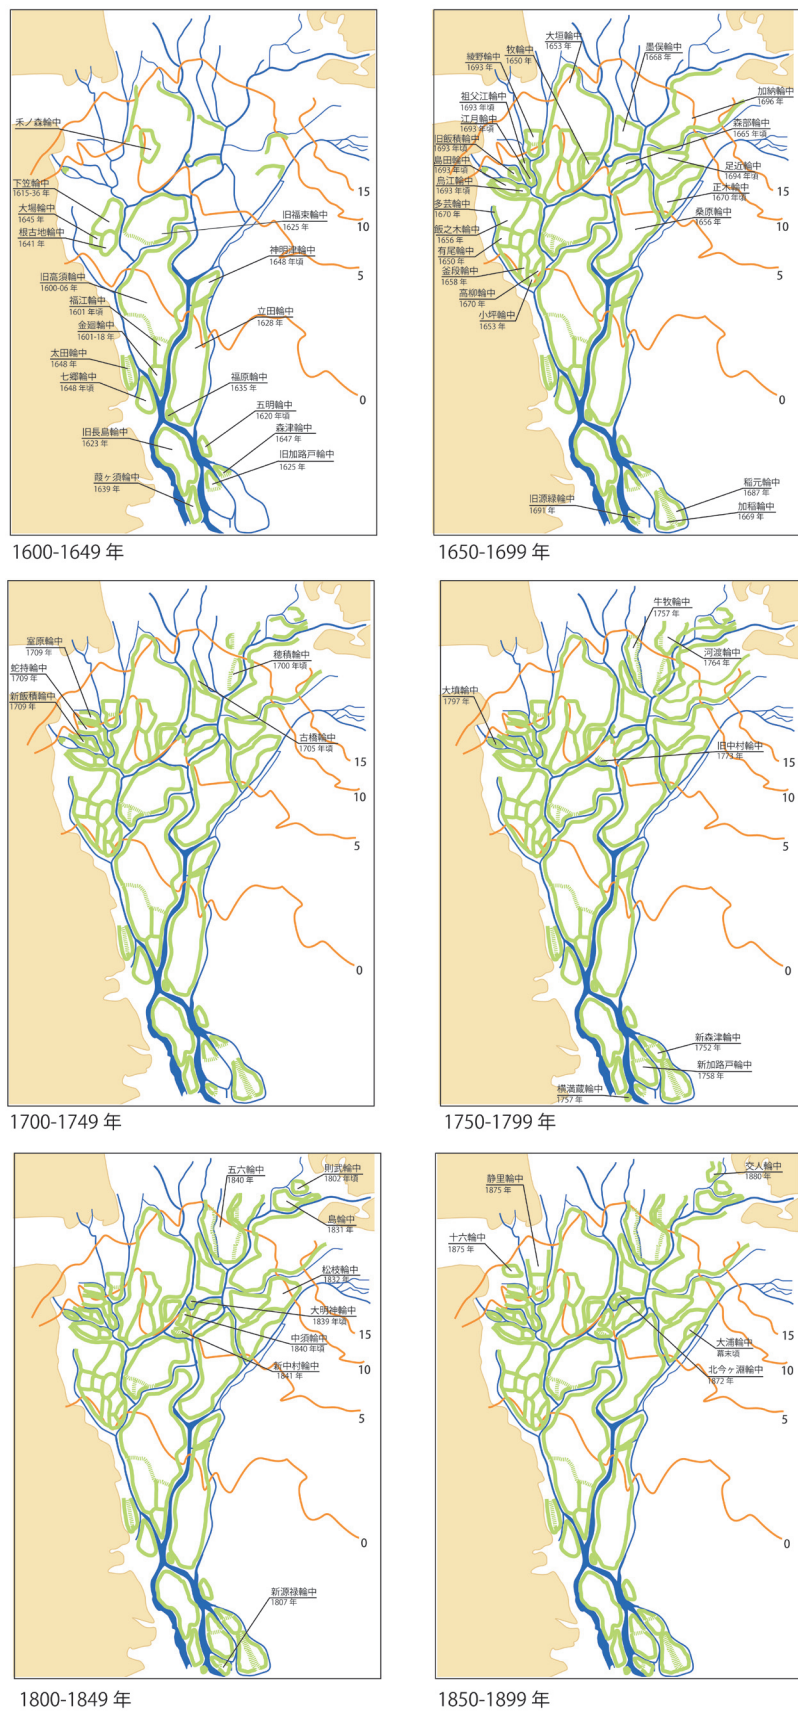 禾ノ森輪中
下笠輪中
1615-36 年
大場輪中
1645 年
根古地輪中
1641 年
旧福束輪中
1625 年
神明津輪中
1648 年頃
旧高須輪中
1600-06 年
福江輪中
1601 年頃
金廻輪中
1601-18 年
立田輪中
1628 年
太田輪中
1648 年
七郷輪中
1648 年頃
福原輪中
1635 年
五明輪中
1620 年頃
森津輪中
1647 年
旧長島輪中
1623 年
旧加路戸輪中
1625 年
葭ヶ須輪中
1639 年
15
10
5
0
1600-1649 年
大垣輪中
1653 年
墨俣輪中
1668 年
牧輪中
1650 年
綾野輪中
1693 年
祖父江輪中
1693 年頃
加納輪中
1696 年
江月輪中
1693 年頃
森部輪中
1665 年頃
旧飯積輪中
1693 年頃
島田輪中
1693 年頃
足近輪中
1694 年頃
烏江輪中
1693 年頃
正木輪中
1670 年頃
多芸輪中
1670 年
桑原輪中
1656 年
飯之木輪中
1656 年
有尾輪中
1650 年
釜段輪中
1658 年
高柳輪中
1670 年
小坪輪中
1653 年
稲元輪中
1687 年
旧源緑輪中
1691 年
加稲輪中
1669 年
15
10
5
0
1650-1699 年
室原輪中
1709 年
蛇持輪中
1709 年
新飯積輪中
1709 年
穂積輪中
1700 年頃
古橋輪中
1705 年頃
15
10
5
0
1700-1749 年
牛牧輪中
1757 年
河渡輪中
1764 年
大墳輪中
1797 年
旧中村輪中
1773 年
新森津輪中
1752 年
新加路戸輪中
1758 年
横満蔵輪中
1757 年
15
10
5
0
1750-1799 年
五六輪中
1840 年
則武輪中
1802 年頃
島輪中
1831 年
松枝輪中
1832 年
大明神輪中
1839 年頃
中須輪中
1840 年頃
新中村輪中
1841 年
新源禄輪中
1807 年
15
10
5
0
1800-1849 年
交人輪中
1880 年
静里輪中
1875 年
十六輪中
1875 年
大浦輪中
幕末頃
北今ヶ淵輪中
1872 年
15
10
5
0
1850-1899 年